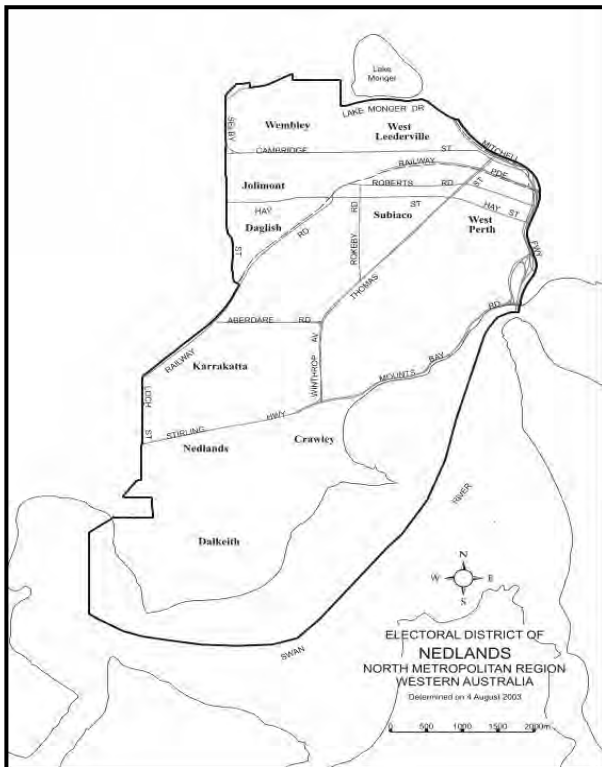 Lake
Monger
LAKE MONGER DR
Wembley
West
Leederville
SELBY
MITCHELL
CAMBRIDGE
ST
RAILWAY
PDE
Jolimont
ROBERTS
RD
ST
HAY
ST
RD
Subiaco
HAY
ST
Daglish
RD
West
Perth
ST
ROKEBY
THOMAS
FWY
RD
ABERDARE
RD
RAILWAY
Karrakatta
WINTHROP
AV
MOUNTS
BAY
LOCH
ST
STIRLING
HWY
Nedlands
Crawley
Dalkeith
RIVER
SWAN
N
W
E
S
ELECTORAL DISTRICT OF
NEDLANDS
NORTH METROPOLITAN REGION
WESTERN AUSTRALIA
Determined on 4 August 2003
0 500 1000 1500 2000m